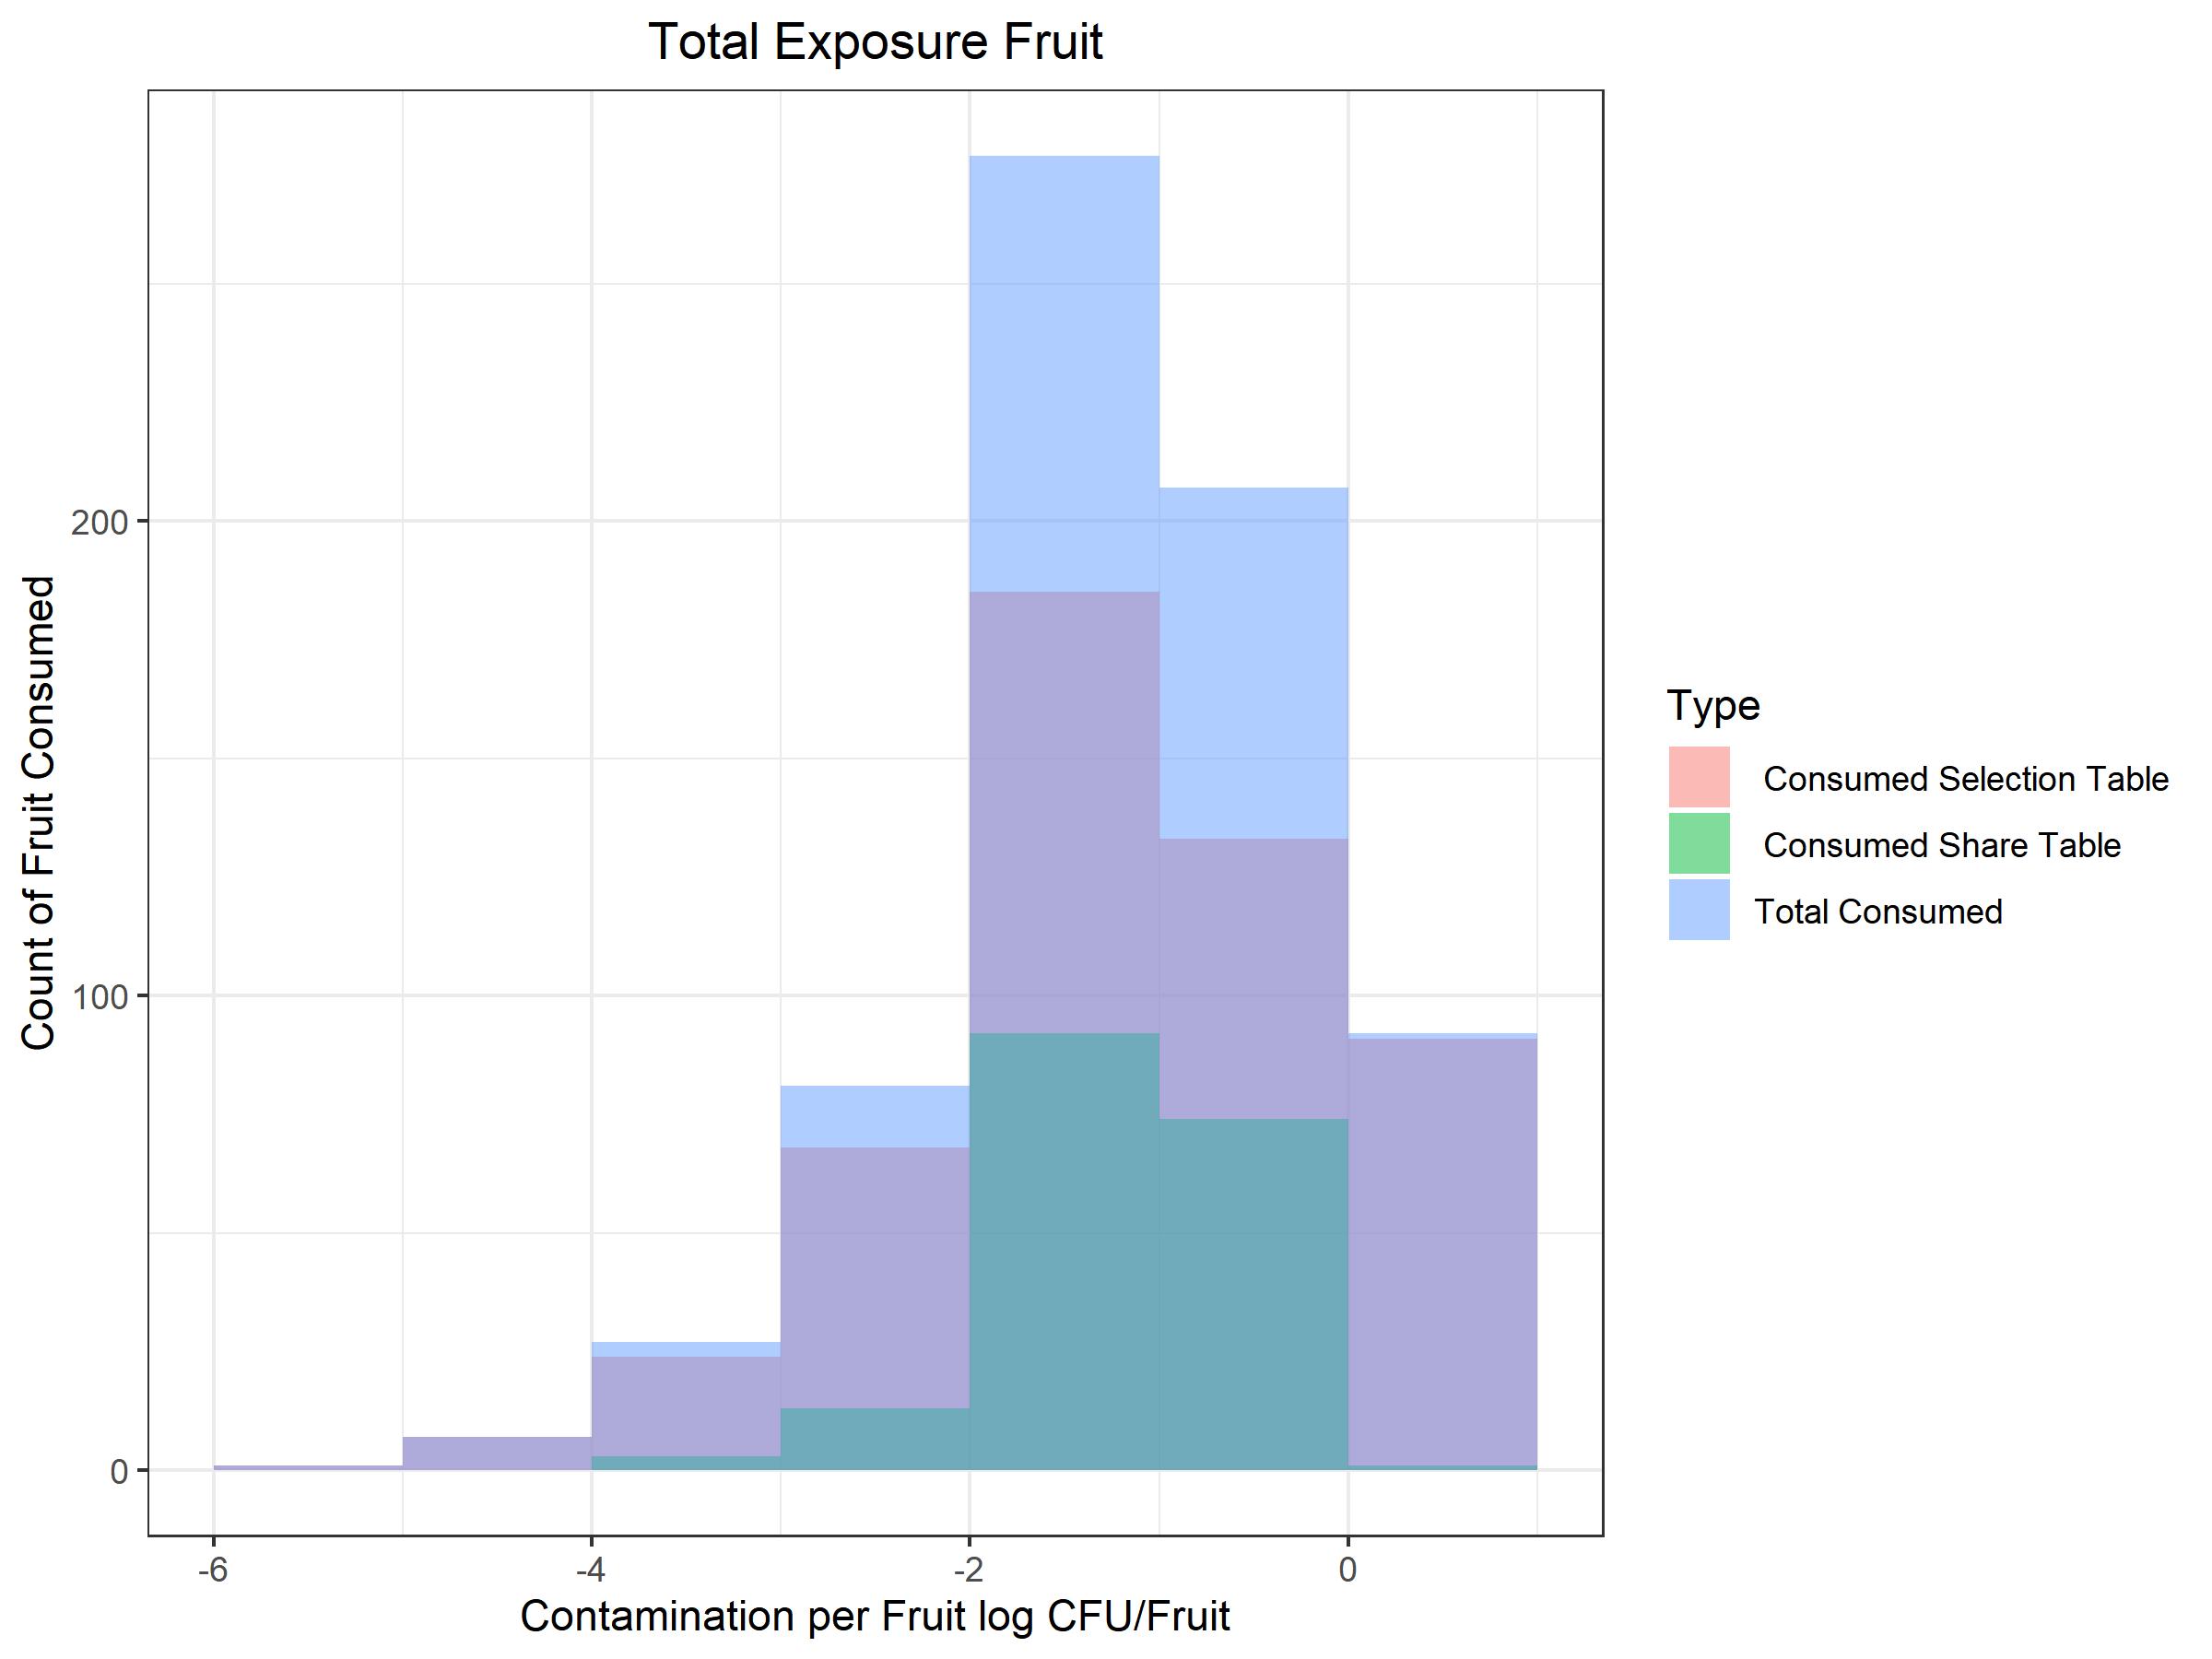 Total Exposure Fruit
Count of Fruit Consumed
200
100
0
-6
-4
-2
0
Contamination per Fruit log CFU/Fruit
Type
Consumed Selection Table
Consumed Share Table
Total Consumed